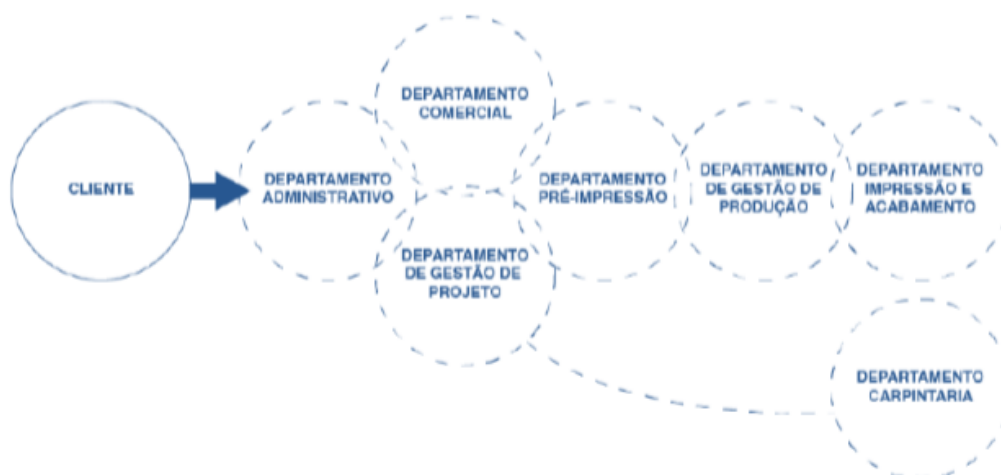 CLIENTE
DEPARTAMENTO
ADMINISTRATIVO
DEPARTAMENTO
COMERCIAL
DEPARTAMENTO
DE GESTÃO DE
PROJETO
DEPARTAMENTO
PRÉ-IMPRESSÃO
DEPARTAMENTO
DE GESTÃO DE
PRODUÇÃO
DEPARTAMENTO
IMPRESSÃO E
ACABAMENTO
DEPARTAMENTO
CARPINTARIA